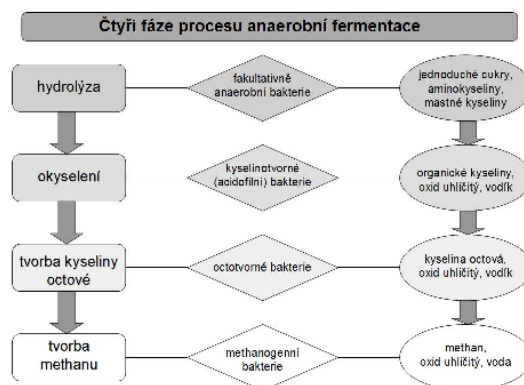 Čtyři fáze procesu anaerobní fermentace
hydrolýza
fakultativně
anaerobní bakterie
jednoduché cukry,
aminokyseliny,
mastné kyseliny
okyselení
kyselinotvorné
(acidofilní) bakterie
organické kyseliny,
oxid uhličitý, vodík
tvorba kyseliny
octové
octotvorné bakterie
kyselina octová,
oxid uhličitý, vodík
tvorba
methanu
methanogenní
bakterie
methan,
oxid uhličitý, voda